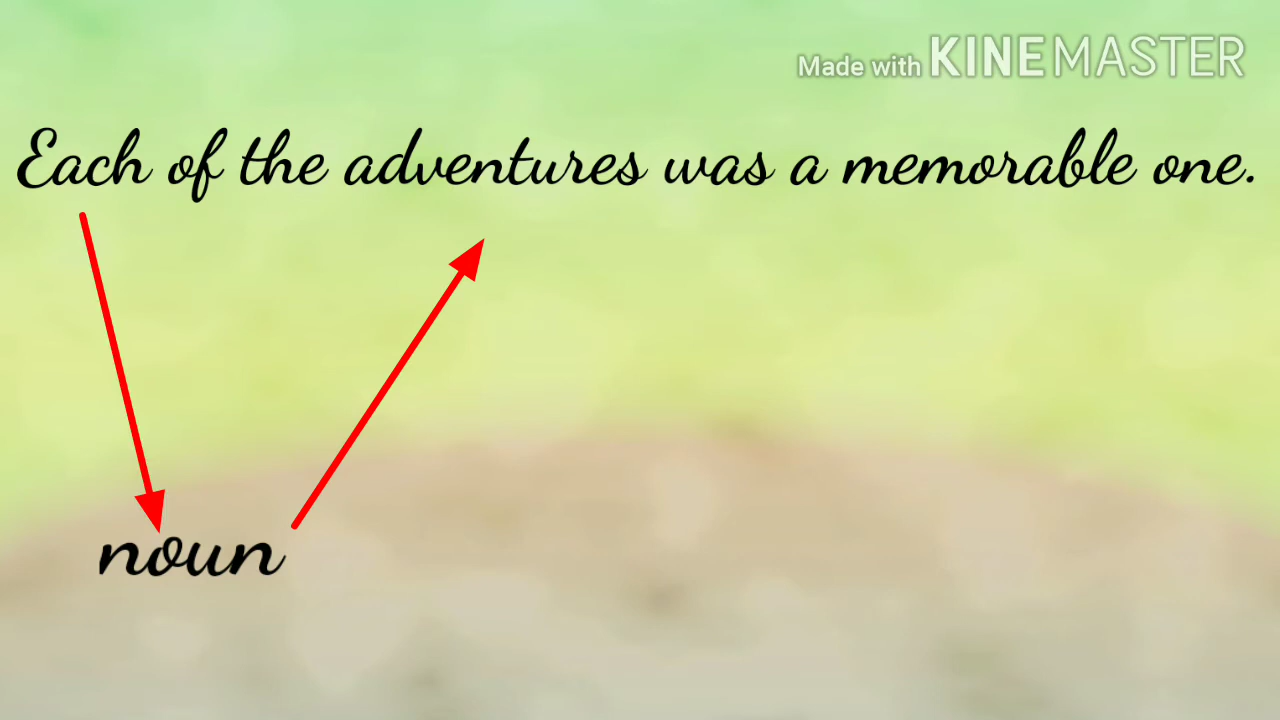 Made with KINEMASTER
Each of the adventures was a memorable one.
noun